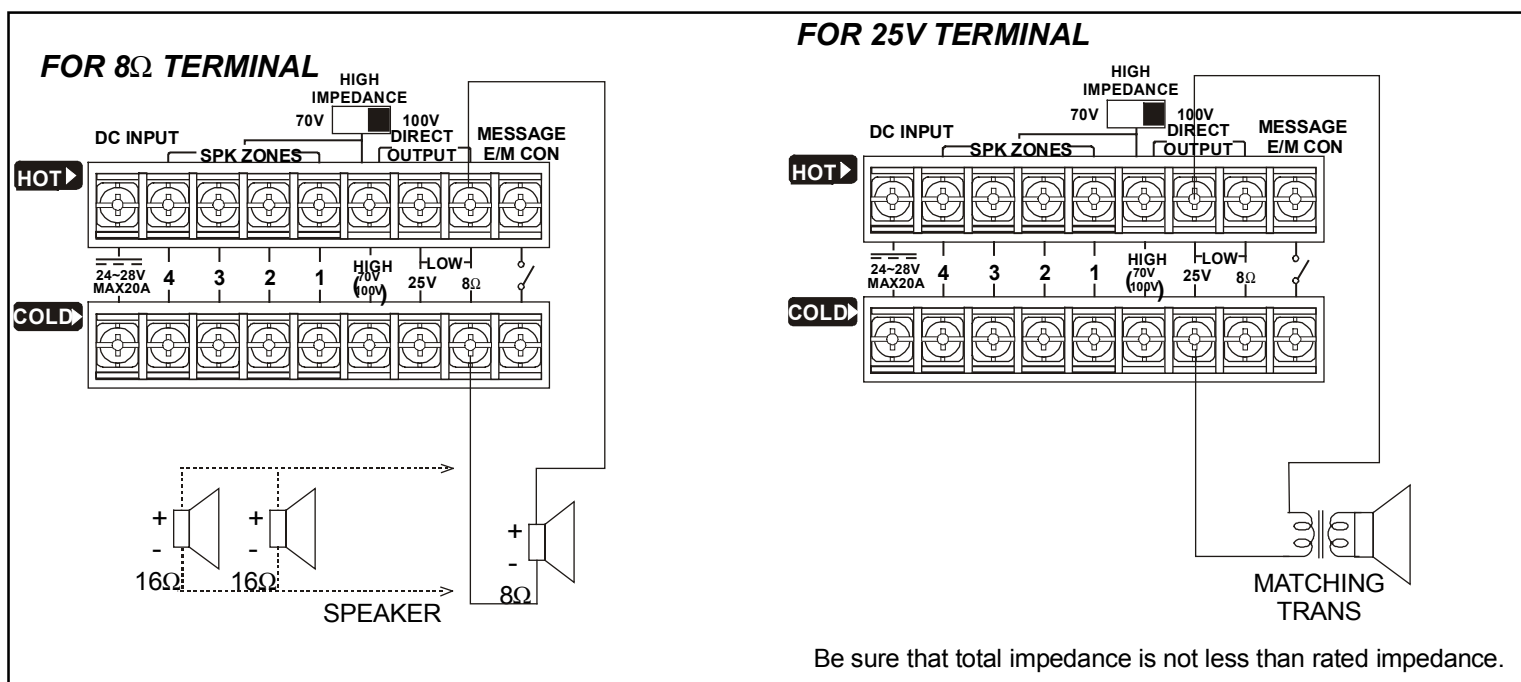 FOR 8Ω TERMINAL
HIGH
IMPEDANCE
70V 100V
DC INPUT
SPK ZONES
DIRECT
OUTPUT
MESSAGE
E/M CON
HOT
24~28V
MAX20A
4 3 2 1
HIGH
(70V
100V)
LOW
25V 8Ω
COLD
+ + +
- - -
16Ω 16Ω 8Ω
SPEAKER
FOR 25V TERMINAL
HIGH
IMPEDANCE
70V 100V
DC INPUT
SPK ZONES
DIRECT
OUTPUT
MESSAGE
E/M CON
HOT
24~28V
MAX20A
4 3 2 1
HIGH
(70V
100V)
LOW
25V 8Ω
COLD
MATCHING
TRANS
Be sure that total impedance is not less than rated impedance.